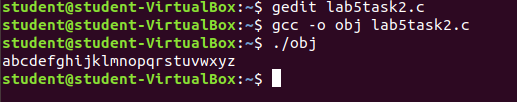 student@student-VirtualBox:~$ gedit lab5task2.c
student@student-VirtualBox:~$ gcc -o obj lab5task2.c
student@student-VirtualBox:~$ ./obj
abcdefghijklmnopqrstuvwxyz
student@student-VirtualBox:~$